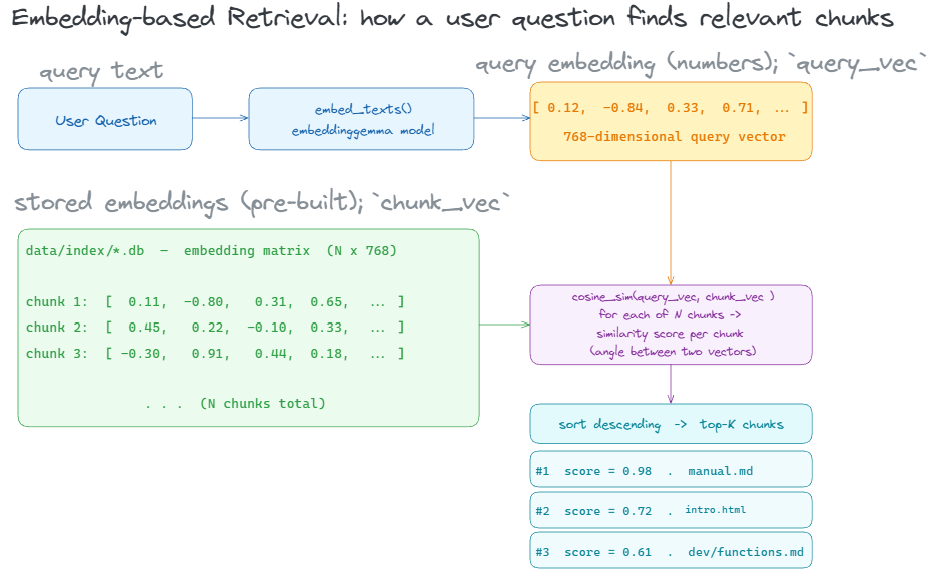 Embedding-based Retrieval: how a user question finds relevant chunks
query text
query embedding (numbers); `query_vec`
User Question
embed_texts()
embeddinggemma model
[ 0.12, −0.84, 0.33, 0.71, ... ]
768-dimensional query vector
stored embeddings (pre-built); `chunk_vec`
data/index/*.db — embedding matrix (N x 768)
chunk 1: [ 0.11, −0.80, 0.31, 0.65, ... ]
chunk 2: [ 0.45, 0.22, −0.10, 0.33, ... ]
chunk 3: [ −0.30, 0.91, 0.44, 0.18, ... ]
. . . (N chunks total)
cosine_sim(query_vec, chunk_vec )
for each of N chunks ->
similarity score per chunk
(angle between two vectors)
sort descending -> top-K chunks
#1 score = 0.98 . manual.md
#2 score = 0.72 . intro.html
#3 score = 0.61 . dev/functions.md